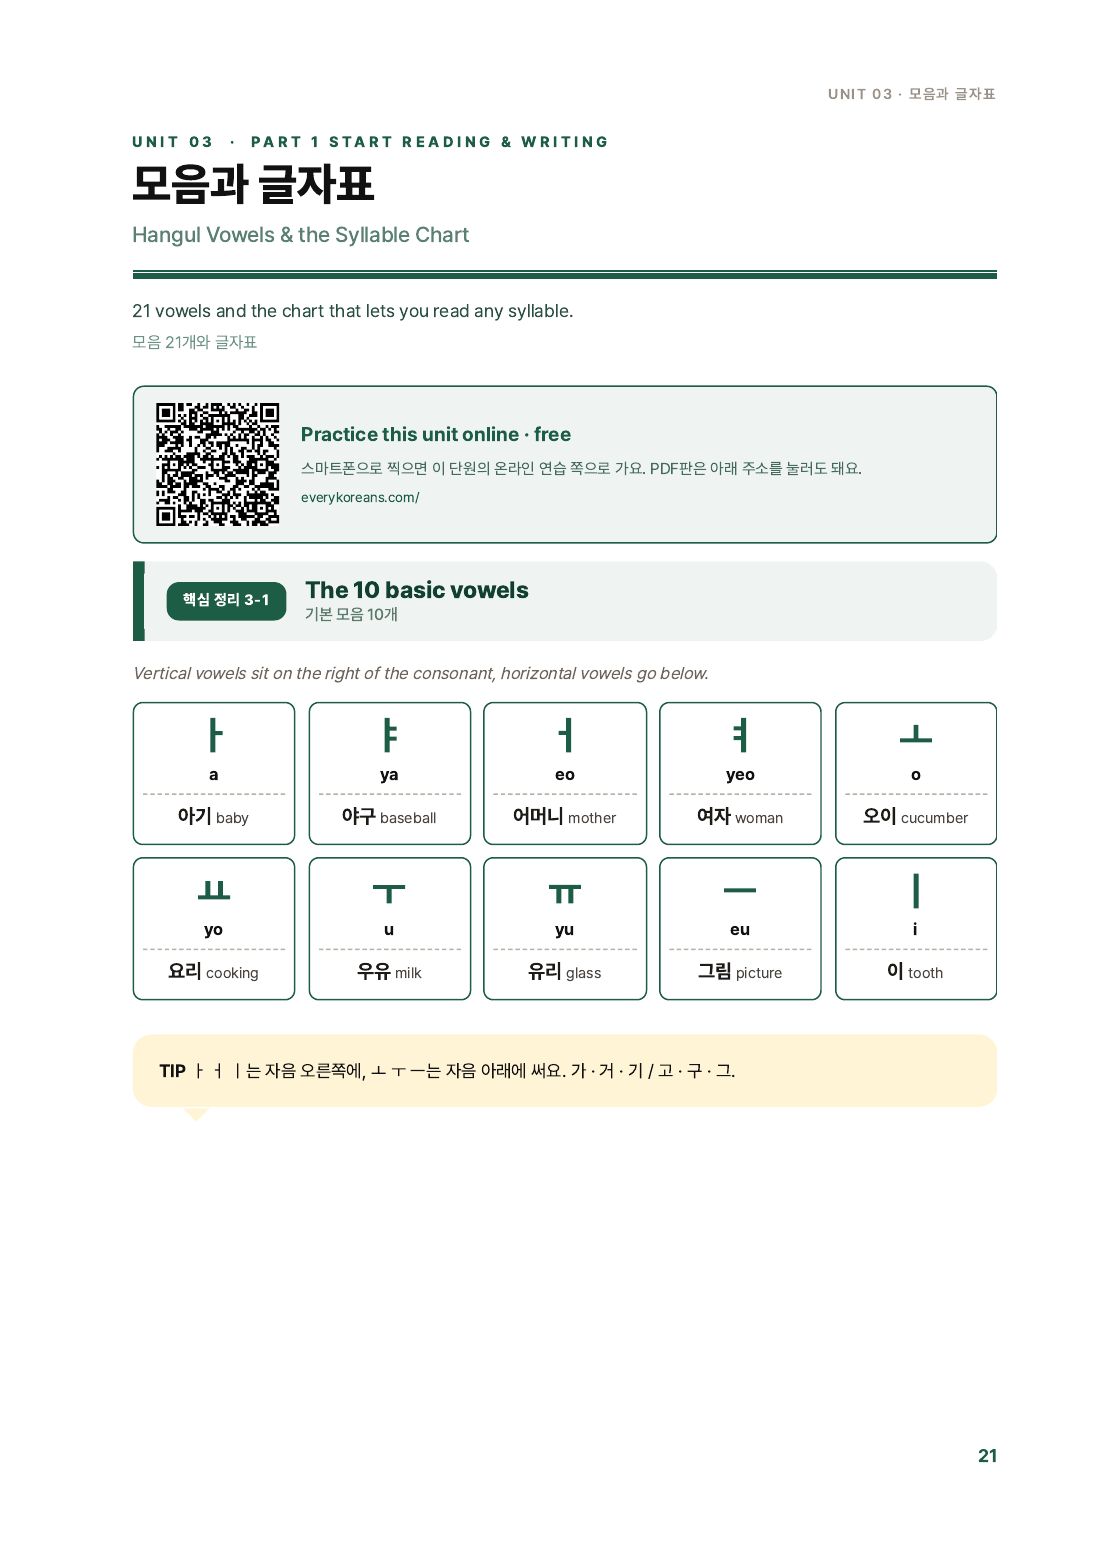 UNIT 03 · 모음과 글자표
UNIT 03 · PART 1 START READING & WRITING
모음과 글자표
Hangul Vowels & the Syllable Chart
21 vowels and the chart that lets you read any syllable.
모음 21개와 글자표
Practice this unit online · free
스마트폰으로 찍으면 이 단원의 온라인 연습 쪽으로 가요. PDF판은 아래 주소를 눌러도 돼요.
everykoreans.com/
핵심 정리 3-1
The 10 basic vowels
기본 모음 10개
Vertical vowels sit on the right of the consonant, horizontal vowels go below.
ㅏ ㅑ ㅓ ㅕ ㅗ
a ya eo yeo o
아기 baby 야구 baseball 어머니 mother 여자 woman 오이 cucumber
ㅛ ㅜ ㅠ ㅡ ㅣ
yo u yu eu i
요리 cooking 우유 milk 유리 glass 그림 picture 이 tooth
TIP ㅏ ㅓ ㅣ는 자음 오른쪽에, ㅗ ㅜ ㅡ는 자음 아래에 써요. 가 · 거 · 기 / 고 · 구 · 그.
21